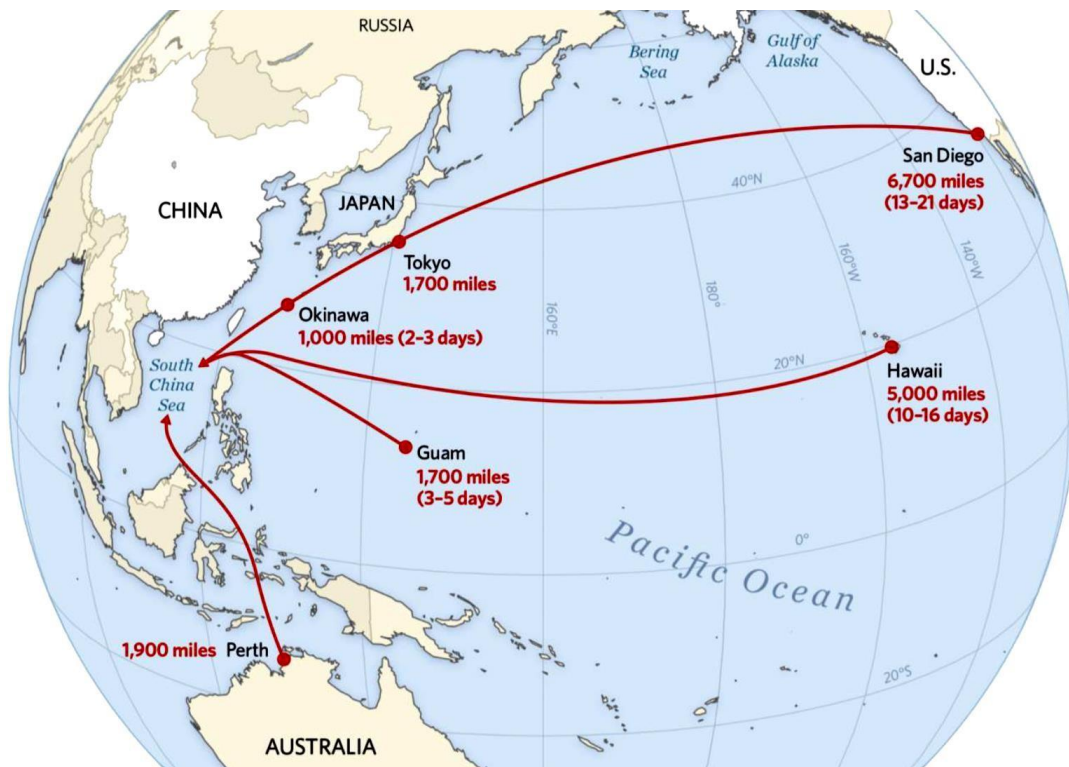 RUSSIA
Bering
Sea
Gulf of
Alaska
U.S.
San Diego
6,700 miles
(13–21 days)
40°N
CHINA
JAPAN
Tokyo
1,700 miles
160°W
140°W
180°
160°E
Okinawa
1,000 miles (2–3 days)
20°N
South
China
Sea
Hawaii
5,000 miles
(10–16 days)
Guam
1,700 miles
(3–5 days)
Pacific Ocean
0°
1,900 miles Perth
20°S
AUSTRALIA